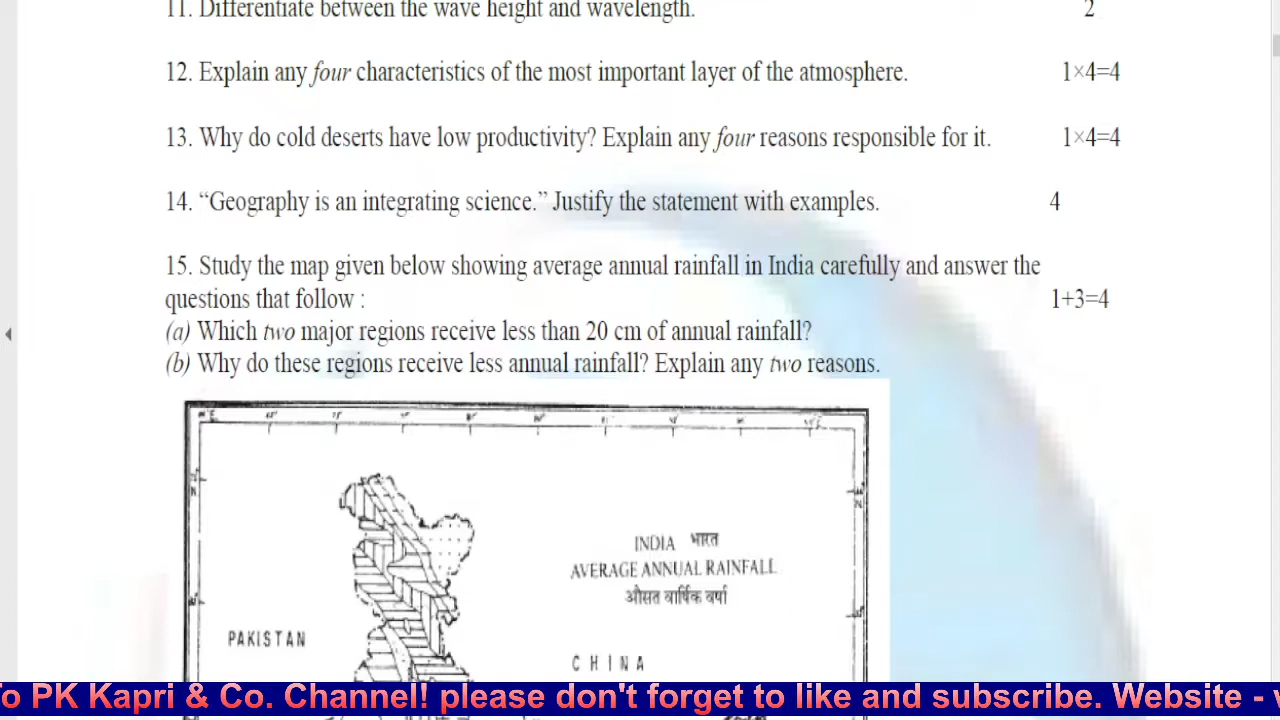 11. Differentiate between the wave height and wavelength. 2
12. Explain any four characteristics of the most important layer of the atmosphere. 1×4=4
13. Why do cold deserts have low productivity? Explain any four reasons responsible for it. 1×4=4
14. “Geography is an integrating science.” Justify the statement with examples. 4
15. Study the map given below showing average annual rainfall in India carefully and answer the
questions that follow : 1+3=4
(a) Which two major regions receive less than 20 cm of annual rainfall?
(b) Why do these regions receive less annual rainfall? Explain any two reasons.
INDIA भारत
AVERAGE ANNUAL RAINFALL
औसत वार्षिक वर्षा
PAKISTAN
CHINA
To PK Kapri & Co. Channel! please don't forget to like and subscribe. Website -